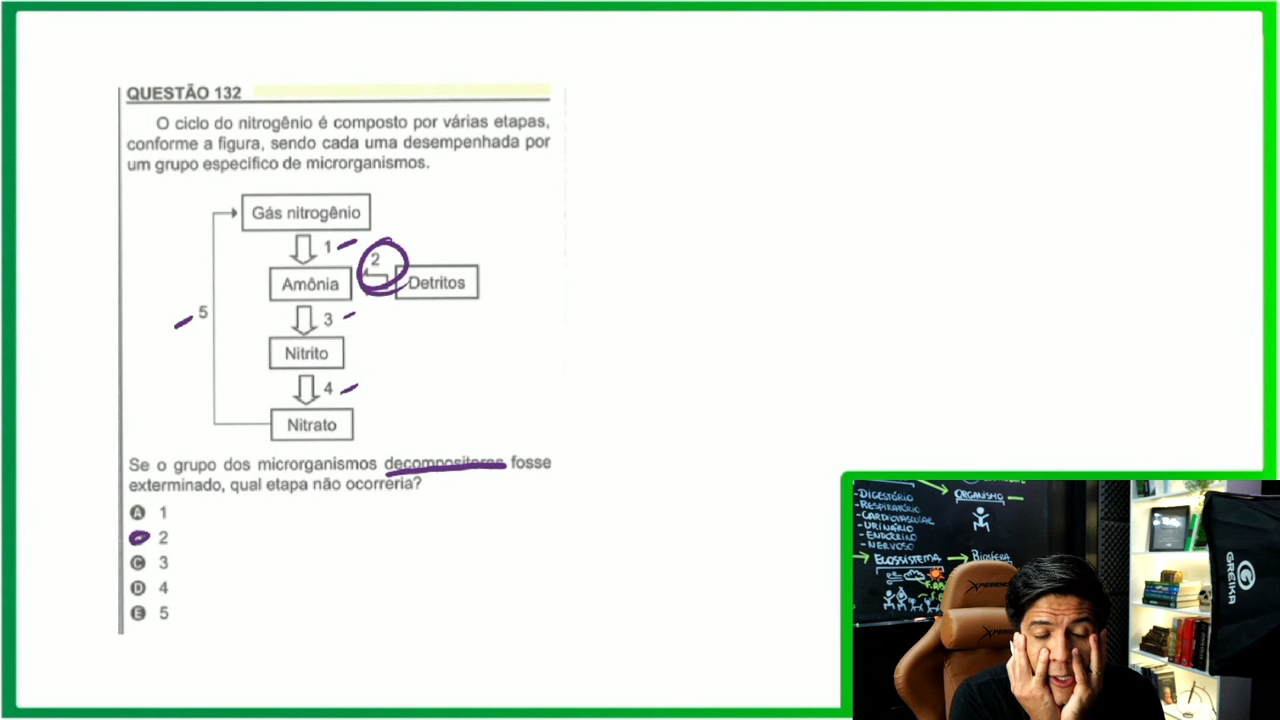 QUESTÃO 132
O ciclo do nitrogênio é composto por várias etapas,
conforme a figura, sendo cada uma desempenhada por
um grupo específico de microrganismos.
Gás nitrogênio
1
2
Amônia
Detritos
5
3
Nitrito
4
Nitrato
Se o grupo dos microrganismos decompositores fosse
exterminado, qual etapa não ocorreria?
A 1
2
C 3
D 4
E 5
-DIGESTÓRIO
-RESPIRATÓRIO
-CARDIOVASCULAR
-URINÁRIO
-ENDÓCRINO
-NERVOSO
ORGANISMO
ECOSSISTEMA
BIOSFERA
GREIKA